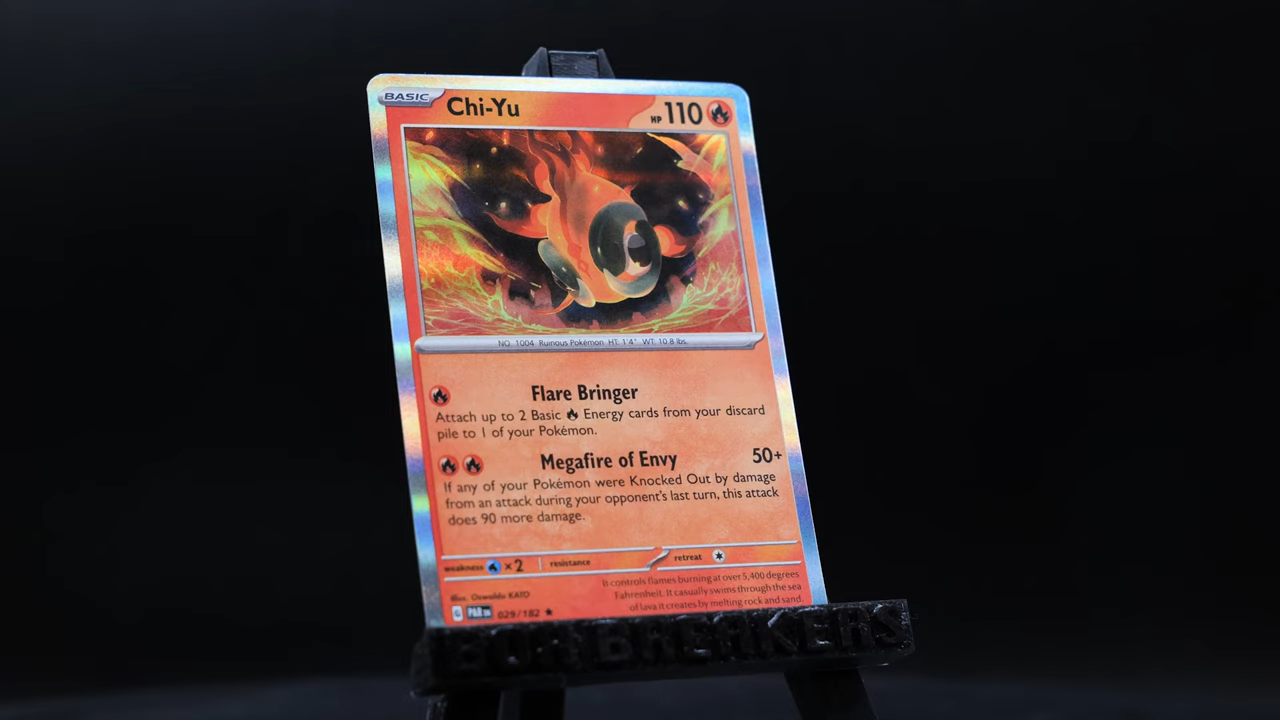 BASIC Chi-Yu HP 110
NO. 1004 Ruinous Pokémon HT: 1'4" WT: 10.8 lbs.
Flare Bringer
Attach up to 2 Basic Energy cards from your discard
pile to 1 of your Pokémon.
Megafire of Envy 50+
If any of your Pokémon were Knocked Out by damage
from an attack during your opponent's last turn, this attack
does 90 more damage.
weakness ×2 resistance retreat
It controls flames burning at over 5,400 degrees
Fahrenheit. It casually swims through the sea
of lava it creates by melting rock and sand.
Illus. Oswaldo KATO
G PAR EN 029/182 ★
BOXBREAKERS